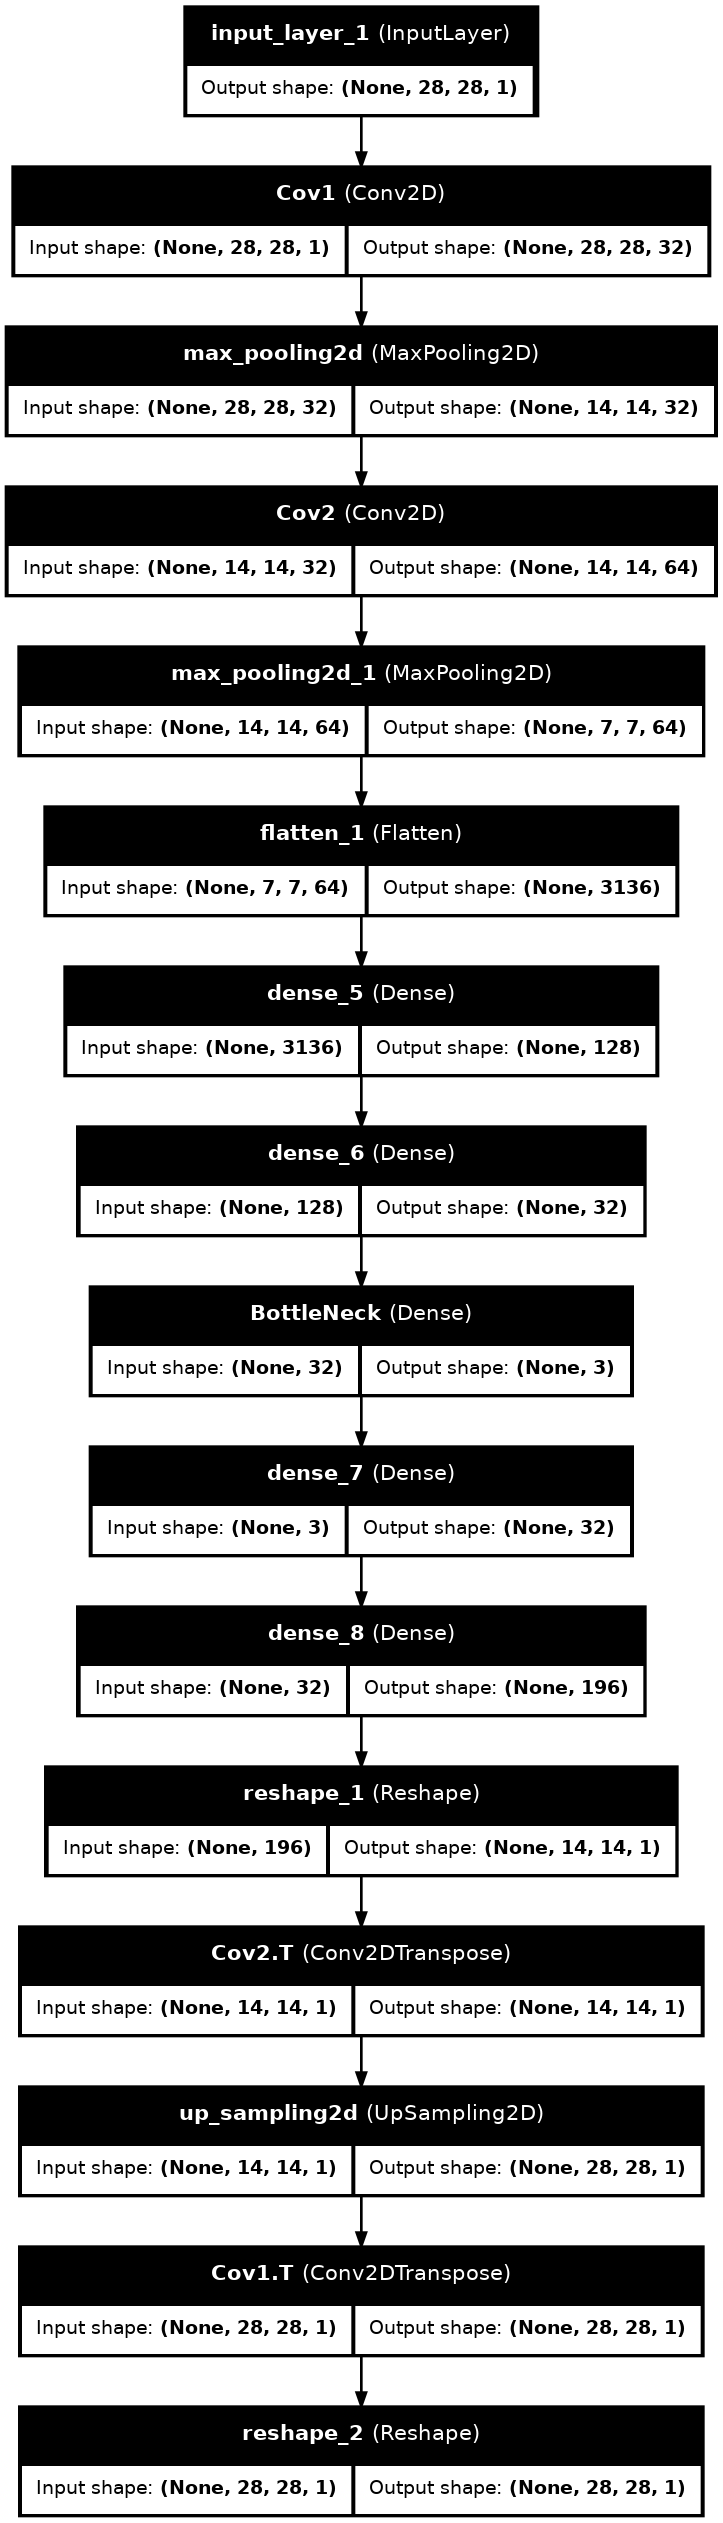 input_layer_1 (InputLayer)
Output shape: (None, 28, 28, 1)
Cov1 (Conv2D)
Input shape: (None, 28, 28, 1) Output shape: (None, 28, 28, 32)
max_pooling2d (MaxPooling2D)
Input shape: (None, 28, 28, 32) Output shape: (None, 14, 14, 32)
Cov2 (Conv2D)
Input shape: (None, 14, 14, 32) Output shape: (None, 14, 14, 64)
max_pooling2d_1 (MaxPooling2D)
Input shape: (None, 14, 14, 64) Output shape: (None, 7, 7, 64)
flatten_1 (Flatten)
Input shape: (None, 7, 7, 64) Output shape: (None, 3136)
dense_5 (Dense)
Input shape: (None, 3136) Output shape: (None, 128)
dense_6 (Dense)
Input shape: (None, 128) Output shape: (None, 32)
BottleNeck (Dense)
Input shape: (None, 32) Output shape: (None, 3)
dense_7 (Dense)
Input shape: (None, 3) Output shape: (None, 32)
dense_8 (Dense)
Input shape: (None, 32) Output shape: (None, 196)
reshape_1 (Reshape)
Input shape: (None, 196) Output shape: (None, 14, 14, 1)
Cov2.T (Conv2DTranspose)
Input shape: (None, 14, 14, 1) Output shape: (None, 14, 14, 1)
up_sampling2d (UpSampling2D)
Input shape: (None, 14, 14, 1) Output shape: (None, 28, 28, 1)
Cov1.T (Conv2DTranspose)
Input shape: (None, 28, 28, 1) Output shape: (None, 28, 28, 1)
reshape_2 (Reshape)
Input shape: (None, 28, 28, 1) Output shape: (None, 28, 28, 1)